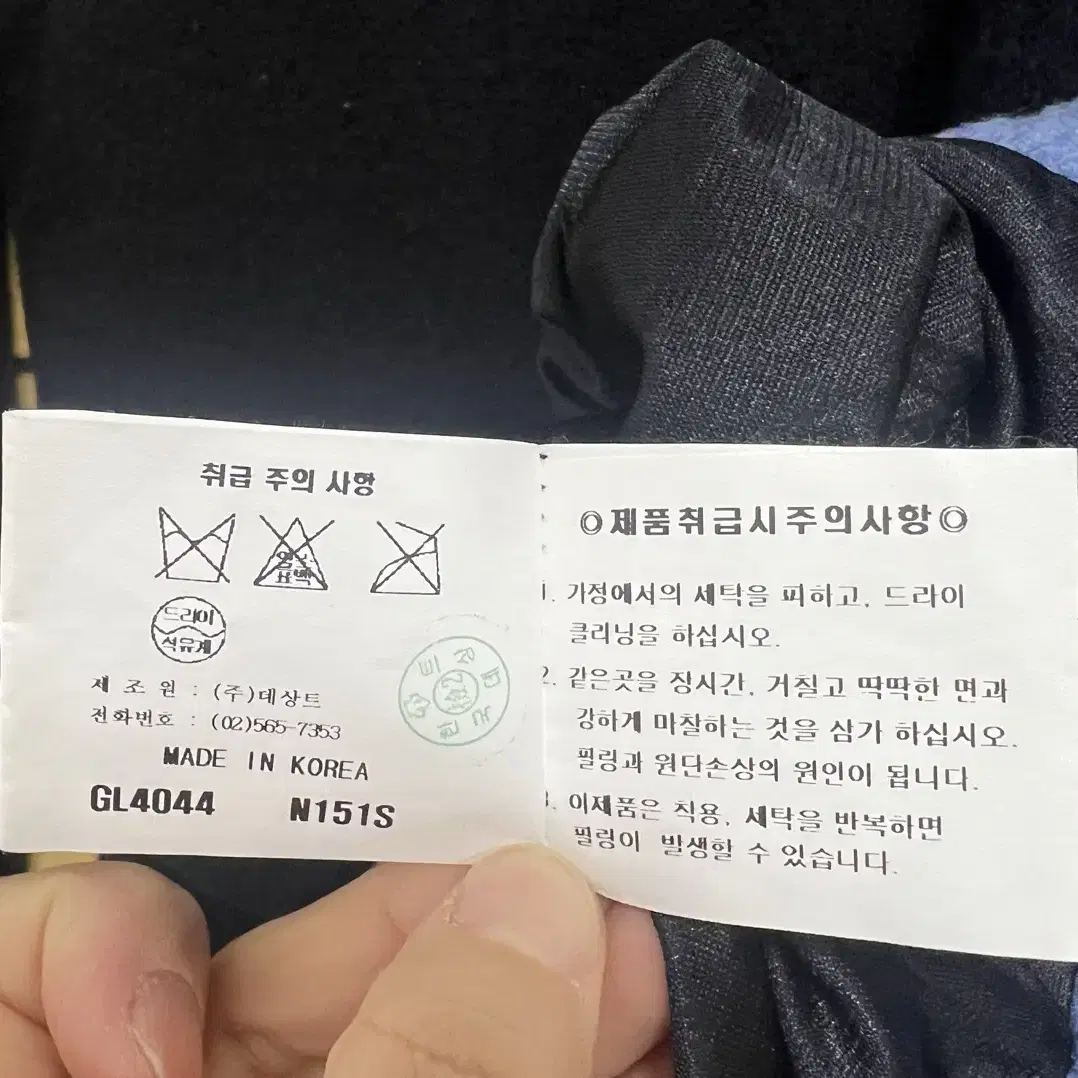 취급 주의 사항
염소
표백
드라이
석유계
제 조 원 : (주)데상트
전화번호 : (02)565-7353
MADE IN KOREA
GL4044 N151S
◎제품취급시주의사항◎
1. 가정에서의 세탁을 피하고, 드라이
클리닝을 하십시오.
2. 같은곳을 장시간, 거칠고 딱딱한 면과
강하게 마찰하는 것을 삼가 하십시오.
필링과 원단손상의 원인이 됩니다.
3. 이제품은 착용, 세탁을 반복하면
필링이 발생할 수 있습니다.